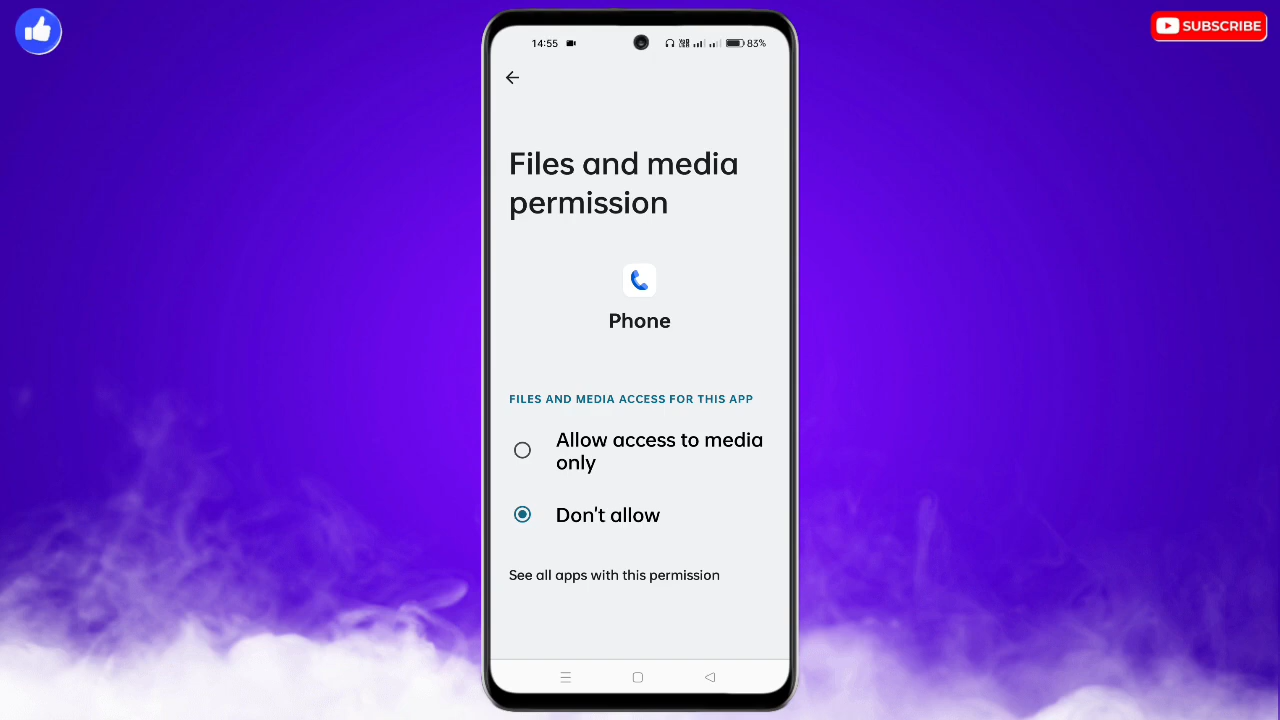 SUBSCRIBE
14:55 83%
Files and media
permission
Phone
FILES AND MEDIA ACCESS FOR THIS APP
Allow access to media
only
Don't allow
See all apps with this permission